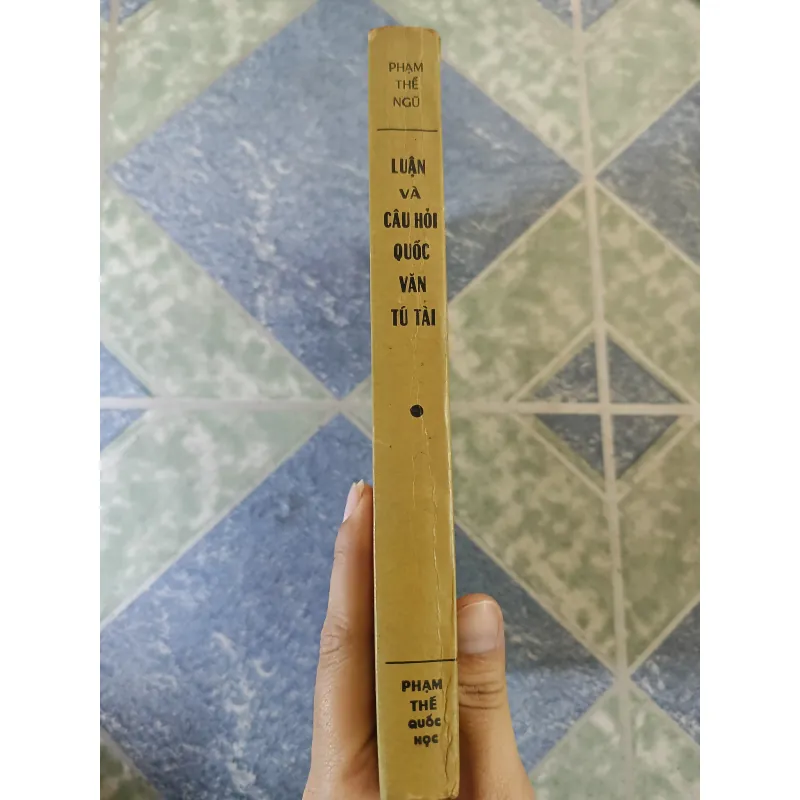 PHẠM
THẾ
NGŨ
LUẬN
VÀ
CÂU HỎI
QUỐC
VĂN
TÚ TÀI
PHẠM
THẾ
QUỐC
HỌC